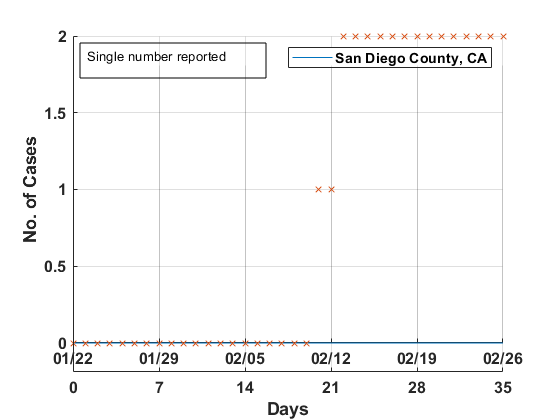 Single number reported
San Diego County, CA
No. of Cases
2
1.5
1
0.5
0
01/22 01/29 02/05 02/12 02/19 02/26
0 7 14 21 28 35
Days